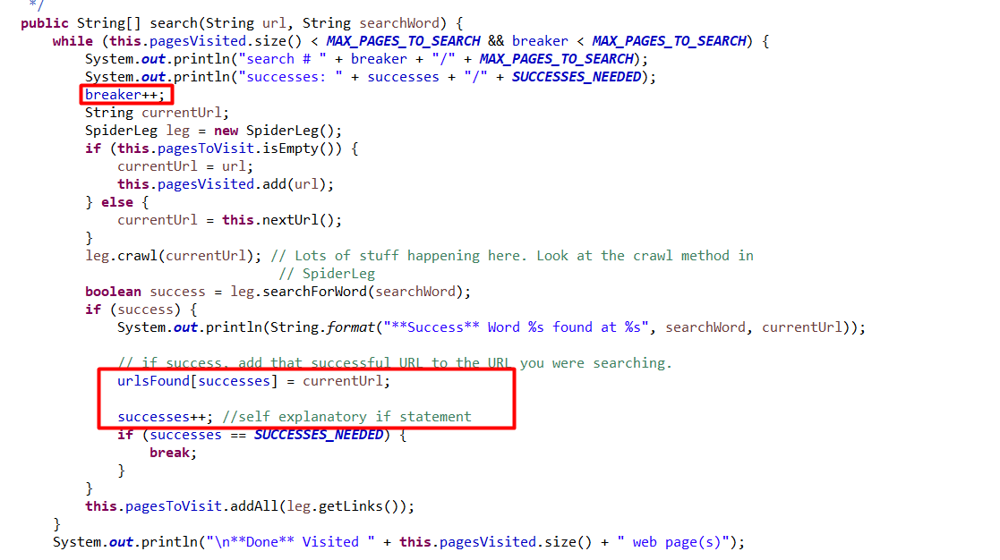 */
public String[] search(String url, String searchWord) {
while (this.pagesVisited.size() < MAX_PAGES_TO_SEARCH && breaker < MAX_PAGES_TO_SEARCH) {
System.out.println("search # " + breaker + "/" + MAX_PAGES_TO_SEARCH);
System.out.println("successes: " + successes + "/" + SUCCESSES_NEEDED);
breaker++;
String currentUrl;
SpiderLeg leg = new SpiderLeg();
if (this.pagesToVisit.isEmpty()) {
currentUrl = url;
this.pagesVisited.add(url);
} else {
currentUrl = this.nextUrl();
}
leg.crawl(currentUrl); // Lots of stuff happening here. Look at the crawl method in
// SpiderLeg
boolean success = leg.searchForWord(searchWord);
if (success) {
System.out.println(String.format("**Success** Word %s found at %s", searchWord, currentUrl));
// if success, add that successful URL to the URL you were searching.
urlsFound[successes] = currentUrl;
successes++; //self explanatory if statement
if (successes == SUCCESSES_NEEDED) {
break;
}
}
this.pagesToVisit.addAll(leg.getLinks());
}
System.out.println("\n**Done** Visited " + this.pagesVisited.size() + " web page(s)");